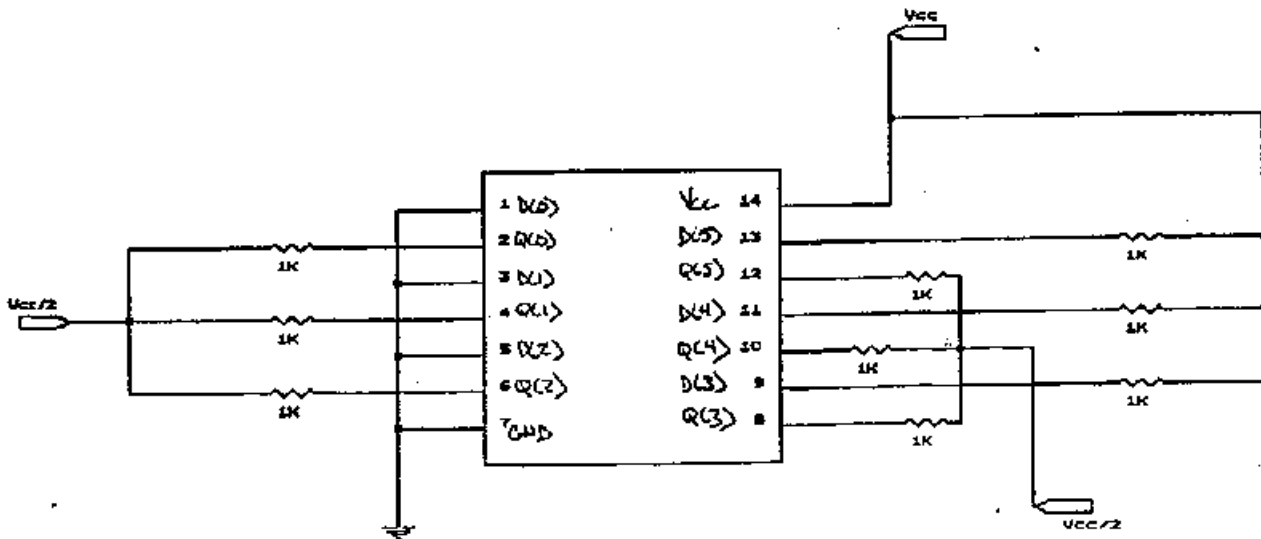 Vcc
1 D(0) Vcc 14
2 Q(0) D(5) 13
1K 1K
3 D(1) Q(5) 12
1K
Vcc/2
4 Q(1) D(4) 11
1K 1K
5 D(2) Q(4) 10
1K
6 Q(2) D(3) 9
1K 1K
7 GND Q(3) 8
1K
Vcc/2